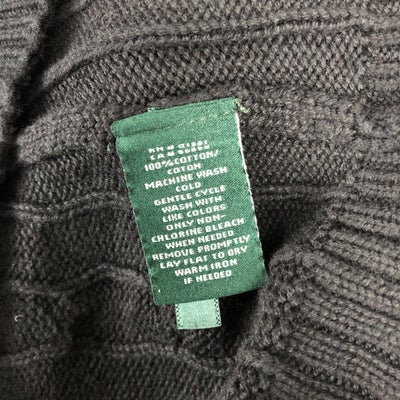 100% COTTON/
COTON
MACHINE WASH
COLD
GENTLE CYCLE
WASH WITH
LIKE COLORS
ONLY NON-
CHLORINE BLEACH
WHEN NEEDED
REMOVE PROMPTLY
LAY FLAT TO DRY
WARM IRON
IF NEEDED